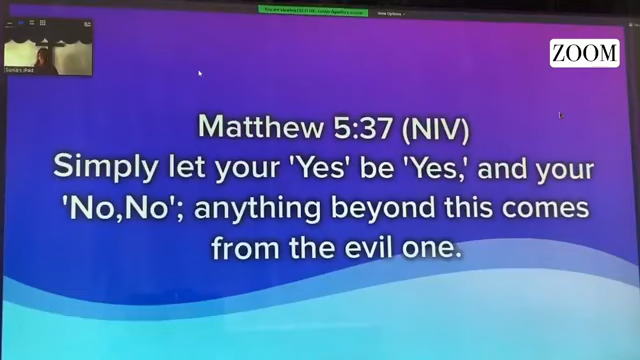 ZOOM
Matthew 5:37 (NIV)
Simply let your 'Yes' be 'Yes,' and your
'No,No'; anything beyond this comes
from the evil one.